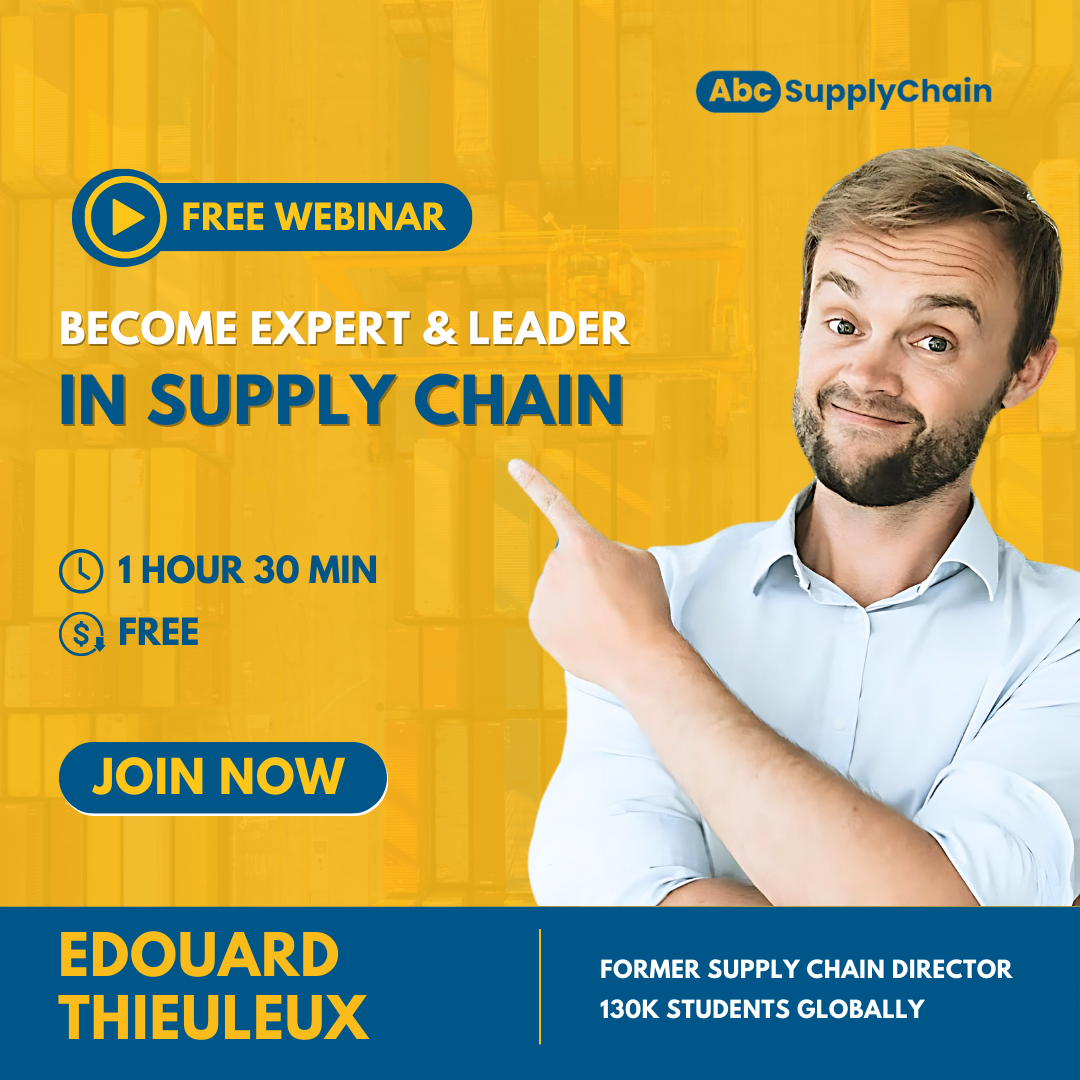 Abc SupplyChain
FREE WEBINAR
BECOME EXPERT & LEADER
IN SUPPLY CHAIN
1 HOUR 30 MIN
$
FREE
JOIN NOW
EDOUARD
THIEULEUX
FORMER SUPPLY CHAIN DIRECTOR
130K STUDENTS GLOBALLY